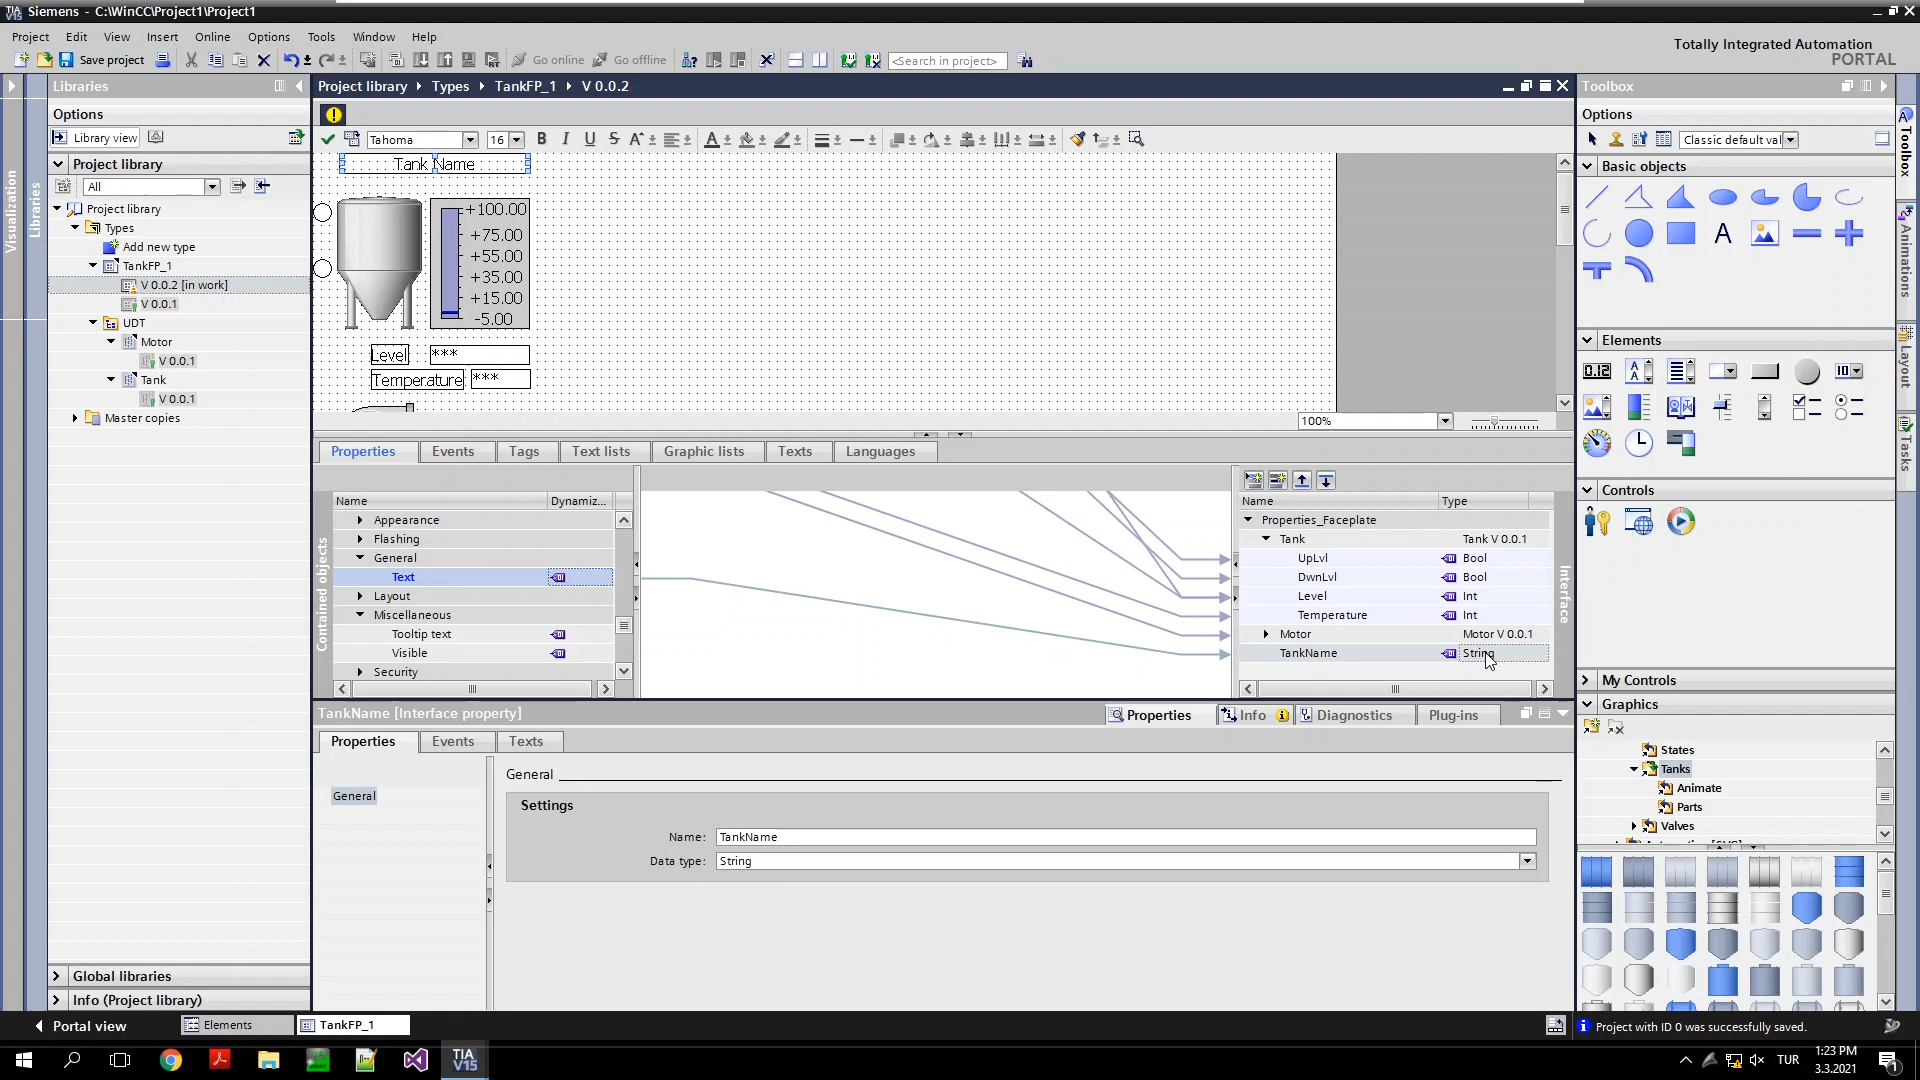 Siemens - C:\WinCC\Project1\Project1
Project Edit View Insert Online Options Tools Window Help
Totally Integrated Automation
PORTAL
Save project Go online Go offline <Search in project>
Libraries
Options
Library view
Project library
All
Project library
Types
Add new type
TankFP_1
V 0.0.2 [in work]
V 0.0.1
UDT
Motor
V 0.0.1
Tank
V 0.0.1
Master copies
Global libraries
Info (Project library)
Visualization
Libraries
Project library Types TankFP_1 V 0.0.2
Tahoma 16
Tank Name
+100.00
+75.00
+55.00
+35.00
+15.00
-5.00
Level ***
Temperature ***
100%
Properties Events Tags Text lists Graphic lists Texts Languages
Contained objects
Name Dynamiz...
Appearance
Flashing
General
Text
Layout
Miscellaneous
Tooltip text
Visible
Security
Name Type
Properties_Faceplate
Tank Tank V 0.0.1
UpLvl Bool
DwnLvl Bool
Level Int
Temperature Int
Motor Motor V 0.0.1
TankName String
Interface
TankName [Interface property]
Properties Info Diagnostics Plug-ins
Properties Events Texts
General
General
Settings
Name: TankName
Data type: String
Toolbox
Options
Classic default val
Basic objects
Elements
Controls
My Controls
Graphics
States
Tanks
Animate
Parts
Valves
Toolbox
Animations
Layout
Tasks
Portal view Elements TankFP_1
Project with ID 0 was successfully saved.
TIA V15
TUR
1:23 PM
3.3.2021